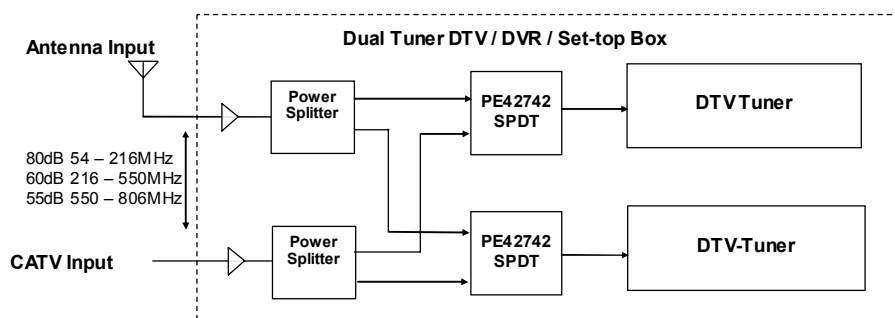 Dual Tuner DTV / DVR / Set-top Box
Antenna Input
Power
Splitter
PE42742
SPDT
DTV Tuner
80dB 54 – 216MHz
60dB 216 – 550MHz
55dB 550 – 806MHz
CATV Input
Power
Splitter
PE42742
SPDT
DTV-Tuner